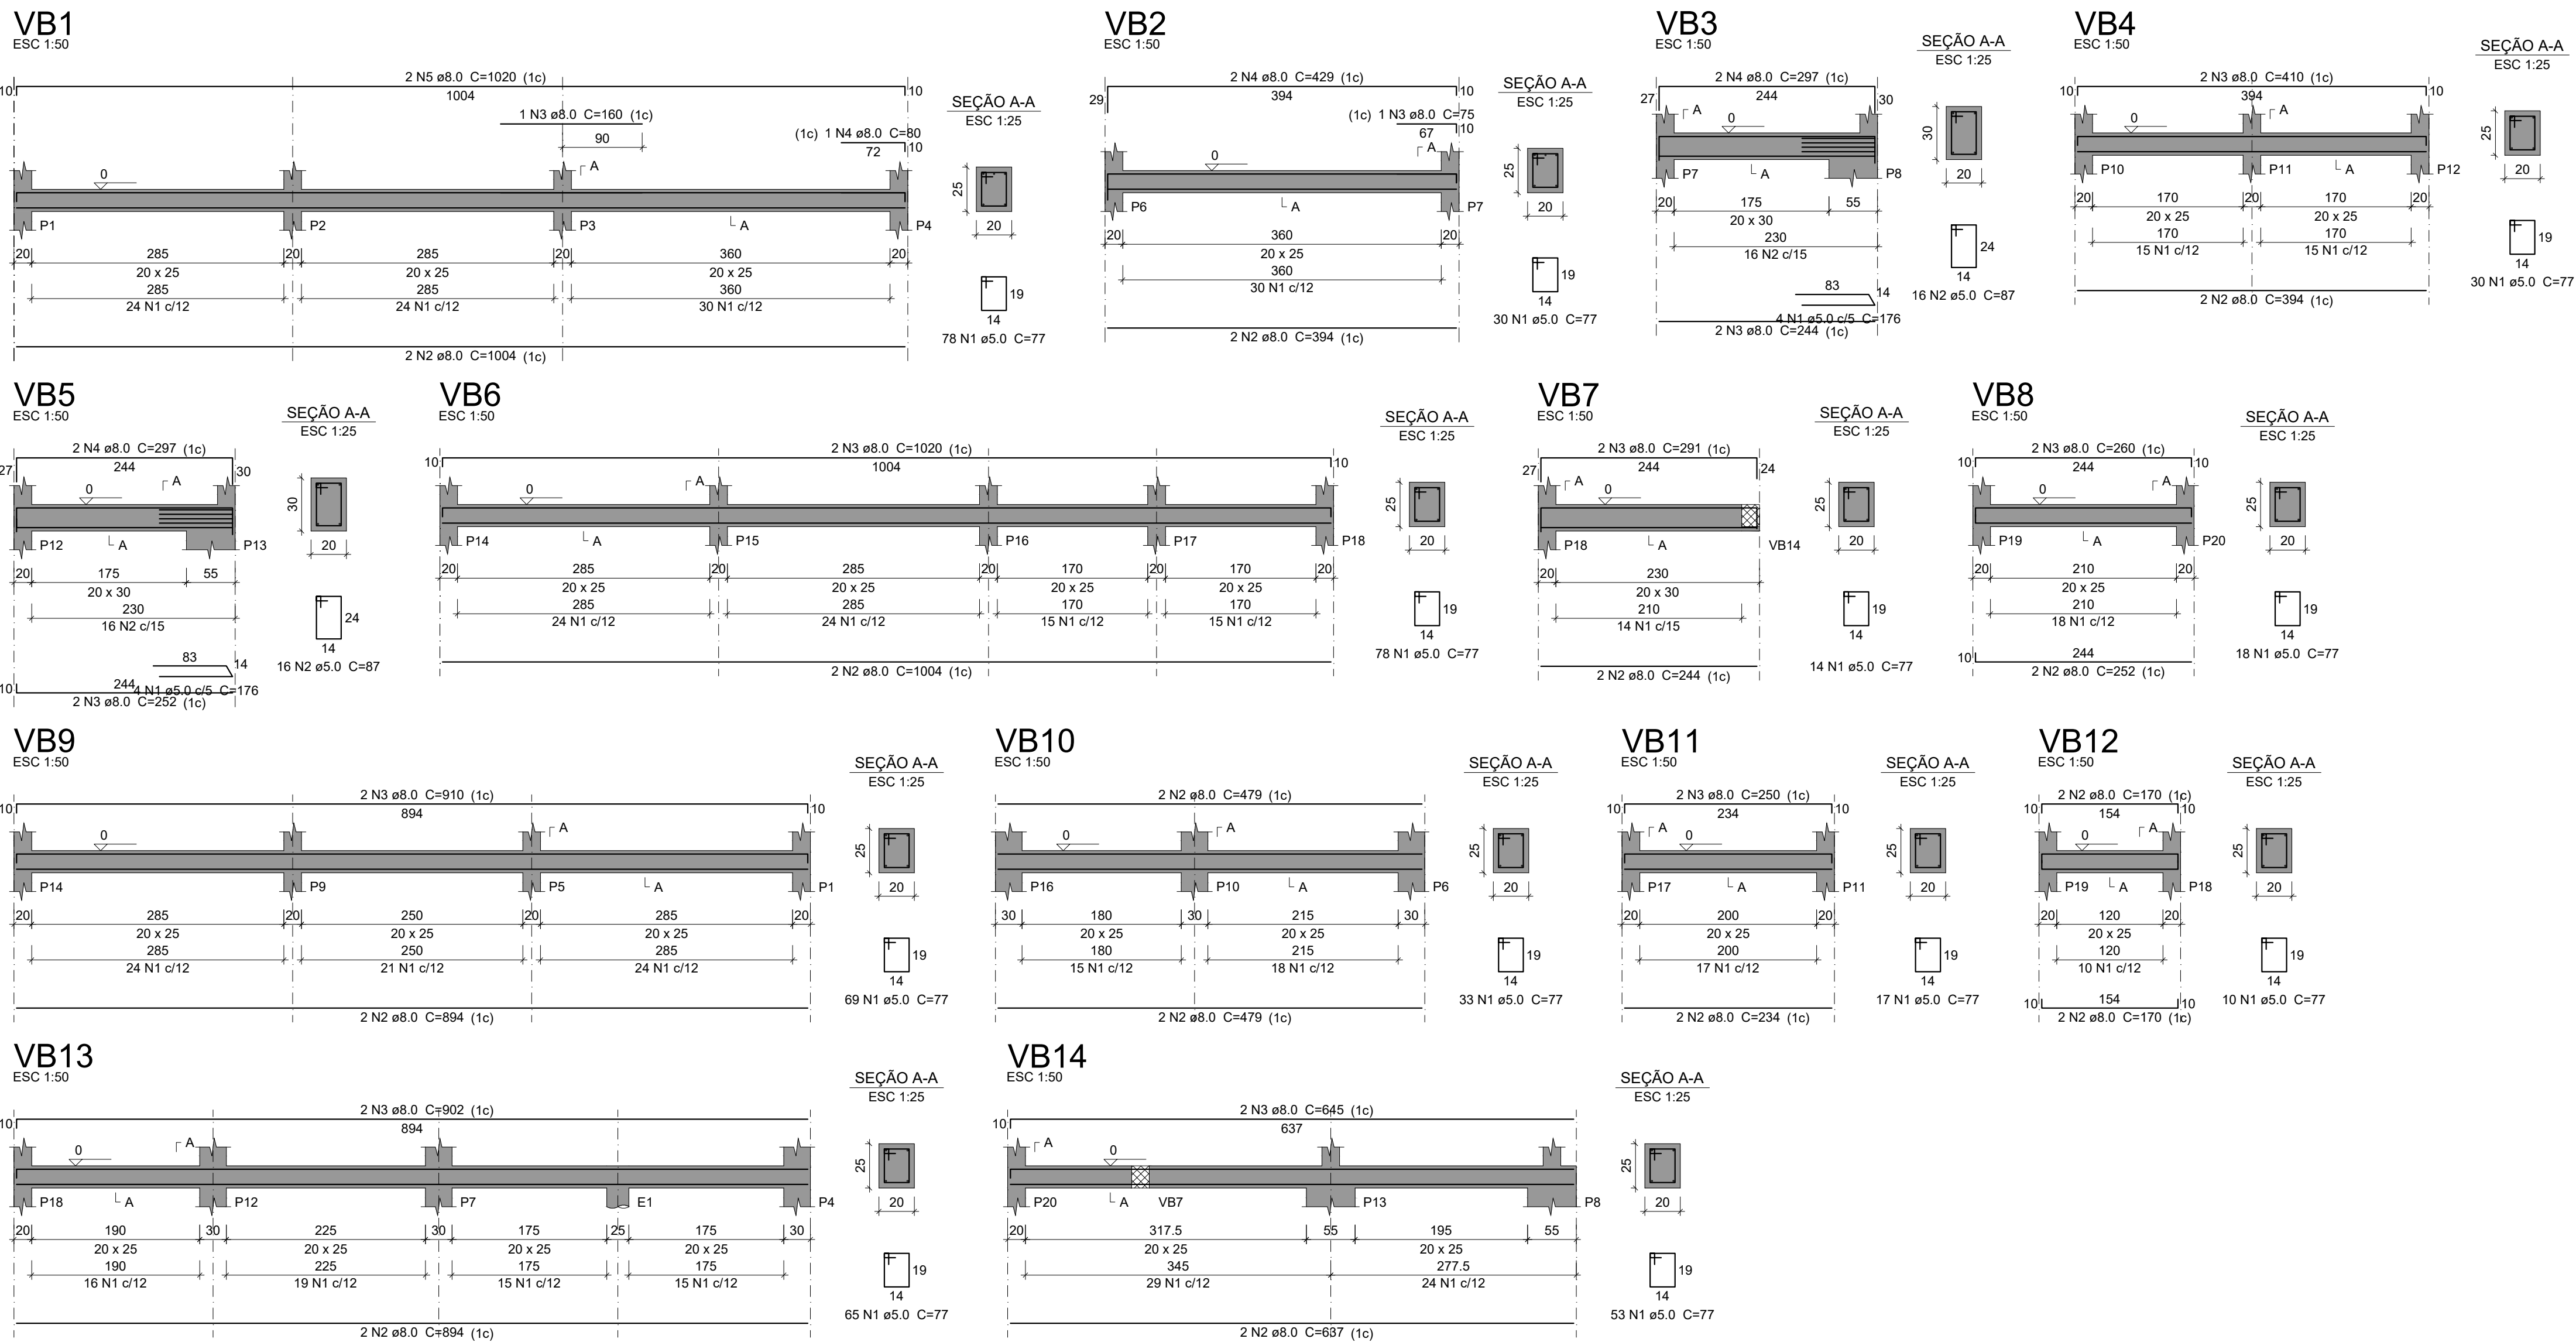 VB1
ESC 1:50
2 N5 ø8.0 C=1020 (1c)
10 1004 10
1 N3 ø8.0 C=160 (1c)
90
(1c) 1 N4 ø8.0 C=80
72 10
A
0
P1 P2 P3 A P4
20 285 20 285 20 360 20
20 x 25 20 x 25 20 x 25
285 285 360
24 N1 c/12 24 N1 c/12 30 N1 c/12
2 N2 ø8.0 C=1004 (1c)
SEÇÃO A-A
ESC 1:25
25
20
19
14
78 N1 ø5.0 C=77
VB2
ESC 1:50
2 N4 ø8.0 C=429 (1c)
29 394 10
(1c) 1 N3 ø8.0 C=75
67 10
A
0
P6 A P7
20 360 20
20 x 25
360
30 N1 c/12
2 N2 ø8.0 C=394 (1c)
SEÇÃO A-A
ESC 1:25
25
20
19
14
30 N1 ø5.0 C=77
VB3
ESC 1:50
2 N4 ø8.0 C=297 (1c)
27 244 30
A
0
P7 A P8
20 175 55
20 x 30
230
16 N2 c/15
83 14
4 N1 ø5.0 c/5 C=176
2 N3 ø8.0 C=244 (1c)
SEÇÃO A-A
ESC 1:25
30
20
24
14
16 N2 ø5.0 C=87
VB4
ESC 1:50
2 N3 ø8.0 C=410 (1c)
10 394 10
A
0
P10 P11 A P12
20 170 20 170 20
20 x 25 20 x 25
170 170
15 N1 c/12 15 N1 c/12
2 N2 ø8.0 C=394 (1c)
SEÇÃO A-A
ESC 1:25
25
20
19
14
30 N1 ø5.0 C=77
VB5
ESC 1:50
2 N4 ø8.0 C=297 (1c)
27 244 30
A
0
P12 A P13
20 175 55
20 x 30
230
16 N2 c/15
83 14
10 244 4 N1 ø5.0 c/5 C=176
2 N3 ø8.0 C=252 (1c)
SEÇÃO A-A
ESC 1:25
30
20
24
14
16 N2 ø5.0 C=87
VB6
ESC 1:50
2 N3 ø8.0 C=1020 (1c)
10 1004 10
A
0
P14 A P15 P16 P17 P18
20 285 20 285 20 170 20 170 20
20 x 25 20 x 25 20 x 25 20 x 25
285 285 170 170
24 N1 c/12 24 N1 c/12 15 N1 c/12 15 N1 c/12
2 N2 ø8.0 C=1004 (1c)
SEÇÃO A-A
ESC 1:25
25
20
19
14
78 N1 ø5.0 C=77
VB7
ESC 1:50
2 N3 ø8.0 C=291 (1c)
27 244 24
A
0
P18 A VB14
20 230
20 x 30
210
14 N1 c/15
2 N2 ø8.0 C=244 (1c)
SEÇÃO A-A
ESC 1:25
25
20
19
14
14 N1 ø5.0 C=77
VB8
ESC 1:50
2 N3 ø8.0 C=260 (1c)
10 244 10
A
0
P19 A P20
20 210 20
20 x 25
210
18 N1 c/12
10 244
2 N2 ø8.0 C=252 (1c)
SEÇÃO A-A
ESC 1:25
25
20
19
14
18 N1 ø5.0 C=77
VB9
ESC 1:50
2 N3 ø8.0 C=910 (1c)
10 894 10
A
0
P14 P9 P5 A P1
20 285 20 250 20 285 20
20 x 25 20 x 25 20 x 25
285 250 285
24 N1 c/12 21 N1 c/12 24 N1 c/12
2 N2 ø8.0 C=894 (1c)
SEÇÃO A-A
ESC 1:25
25
20
19
14
69 N1 ø5.0 C=77
VB10
ESC 1:50
2 N2 ø8.0 C=479 (1c)
A
0
P16 P10 A P6
30 180 30 215 30
20 x 25 20 x 25
180 215
15 N1 c/12 18 N1 c/12
2 N2 ø8.0 C=479 (1c)
SEÇÃO A-A
ESC 1:25
25
20
19
14
33 N1 ø5.0 C=77
VB11
ESC 1:50
2 N3 ø8.0 C=250 (1c)
10 234 10
A
0
P17 A P11
20 200 20
20 x 25
200
17 N1 c/12
2 N2 ø8.0 C=234 (1c)
SEÇÃO A-A
ESC 1:25
25
20
19
14
17 N1 ø5.0 C=77
VB12
ESC 1:50
2 N2 ø8.0 C=170 (1c)
10 154 10
A
0
P19 A P18
20 120 20
20 x 25
120
10 N1 c/12
10 154 10
2 N2 ø8.0 C=170 (1c)
SEÇÃO A-A
ESC 1:25
25
20
19
14
10 N1 ø5.0 C=77
VB13
ESC 1:50
2 N3 ø8.0 C=902 (1c)
10 894
A
0
P18 A P12 P7 E1 P4
20 190 30 225 30 175 25 175 30
20 x 25 20 x 25 20 x 25 20 x 25
190 225 175 175
16 N1 c/12 19 N1 c/12 15 N1 c/12 15 N1 c/12
2 N2 ø8.0 C=894 (1c)
SEÇÃO A-A
ESC 1:25
25
20
19
14
65 N1 ø5.0 C=77
VB14
ESC 1:50
2 N3 ø8.0 C=645 (1c)
10 637
A
0
P20 A VB7 P13 P8
20 317.5 55 195 55
20 x 25 20 x 25
345 277.5
29 N1 c/12 24 N1 c/12
2 N2 ø8.0 C=637 (1c)
SEÇÃO A-A
ESC 1:25
25
20
19
14
53 N1 ø5.0 C=77